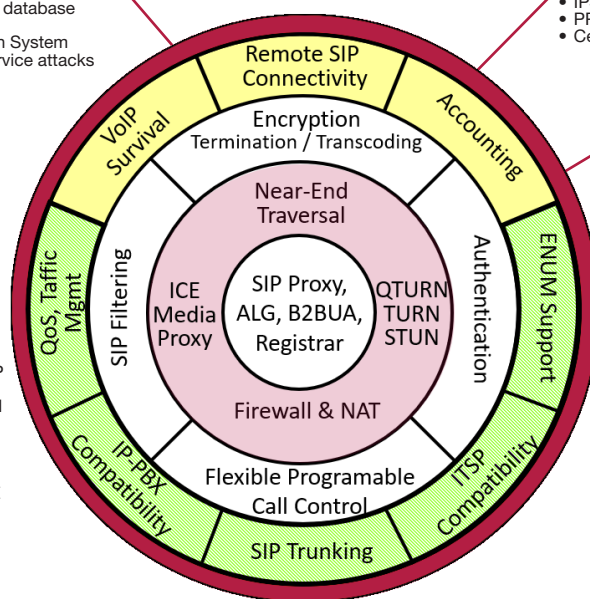 database
System
rvice attacks
• PR
• Ce
Remote SIP
Connectivity
VoIP
Survival
Accounting
Encryption
Termination / Transcoding
Near-End
Traversal
QoS, Taffic
Mgmt
SIP Filtering
ICE
Media
Proxy
SIP Proxy,
ALG, B2BUA,
Registrar
QTURN
TURN
STUN
Authentication
ENUM Support
Firewall & NAT
IP-PBX
Compatibility
Flexible Programable
Call Control
ITSP
Compatibility
SIP Trunking